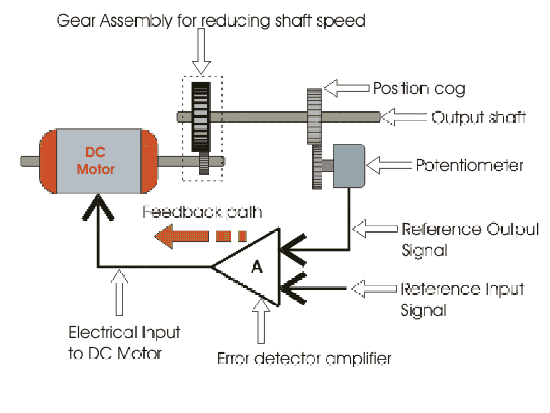 Gear Assembly for reducing shaft speed
Position cog
Output shaft
DC
Motor
Potentiometer
Feedback path
Reference Output
Signal
A
Reference Input
Signal
Electrical Input
to DC Motor
Error detector amplifier